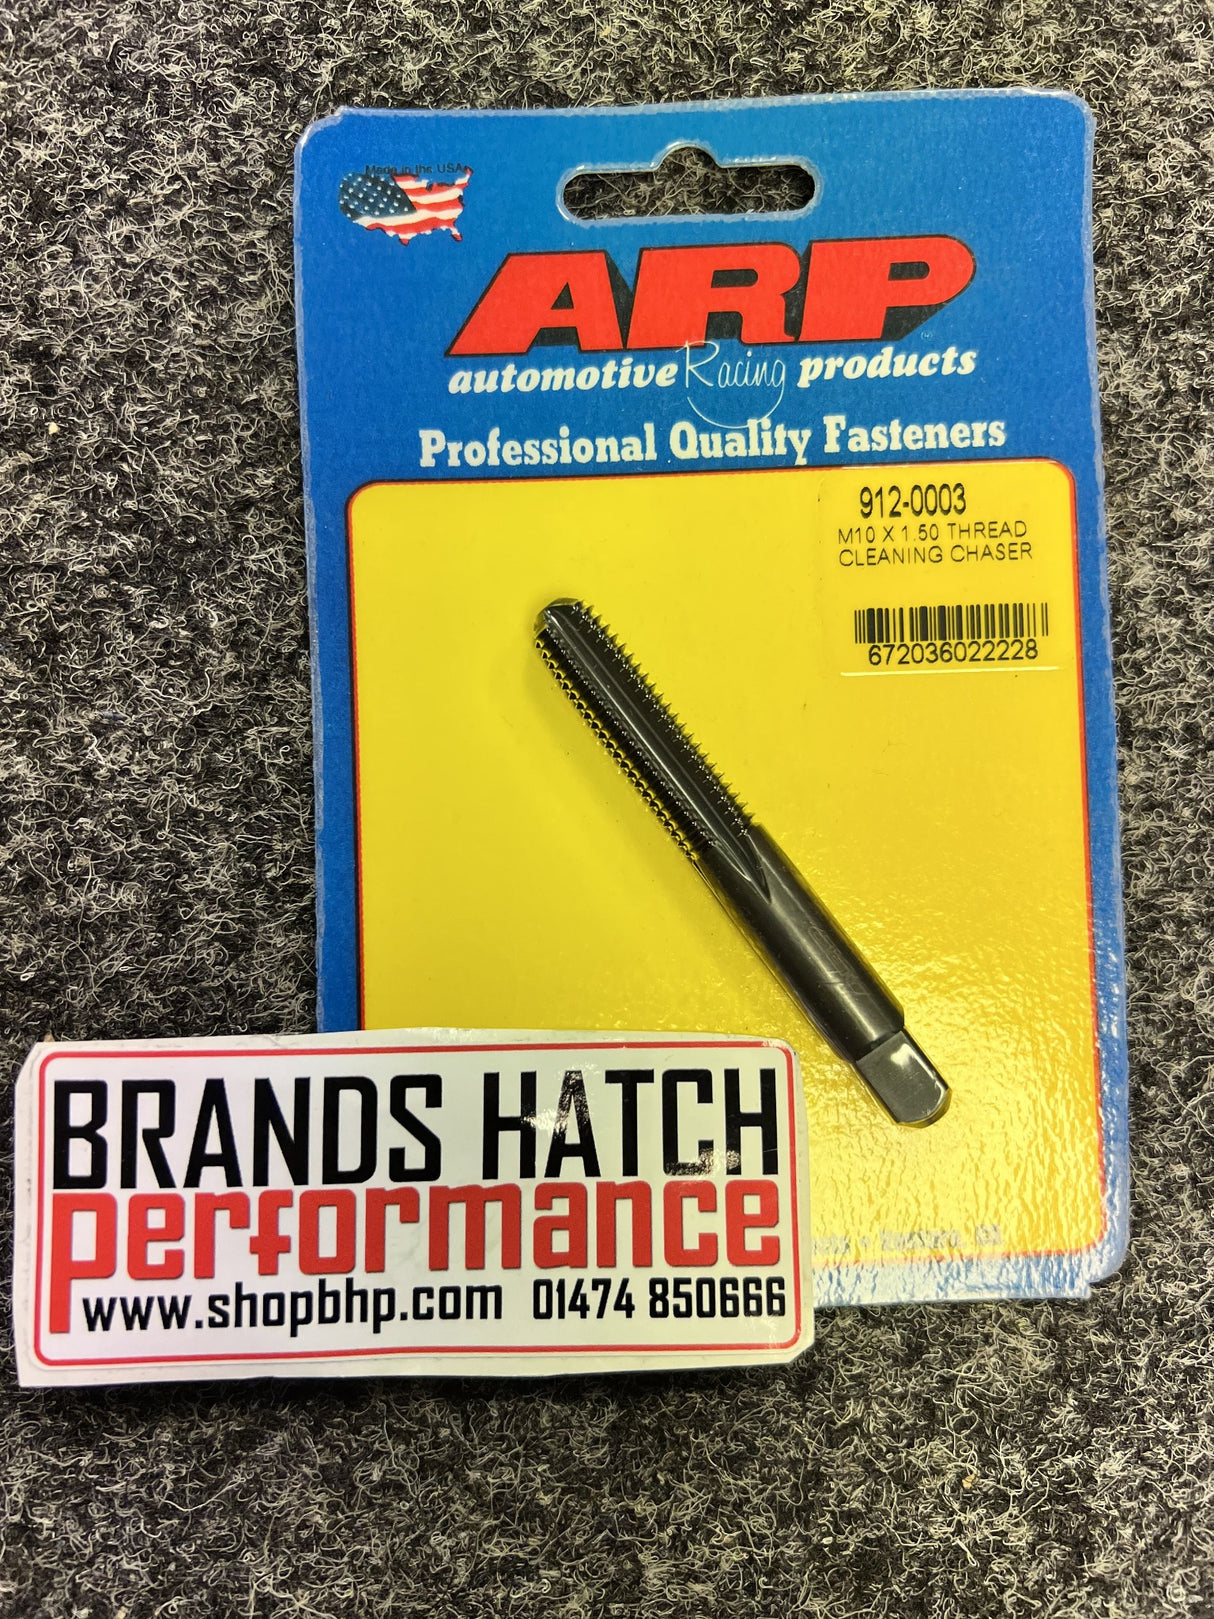 Made in the USA
ARP
automotive Racing products
Professional Quality Fasteners
912-0003
M10 X 1.50 THREAD
CLEANING CHASER
672036022228
BRANDS HATCH
performance
www.shopbhp.com 01474 850666